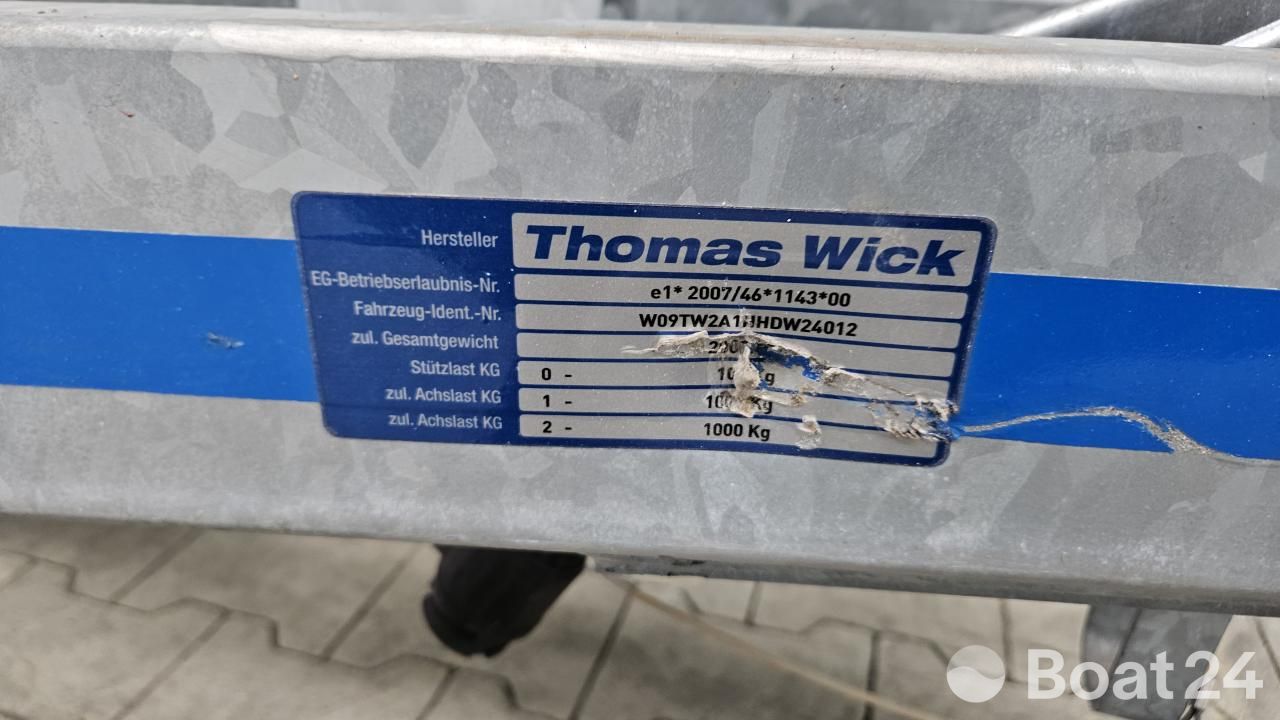 Hersteller Thomas Wick
EG-Betriebserlaubnis-Nr. e1* 2007/46*1143*00
Fahrzeug-Ident.-Nr.
zul. Gesamtgewicht
Stützlast KG 0 -
zul. Achslast KG 1 -
zul. Achslast KG 2 - 1000 Kg
Boat24